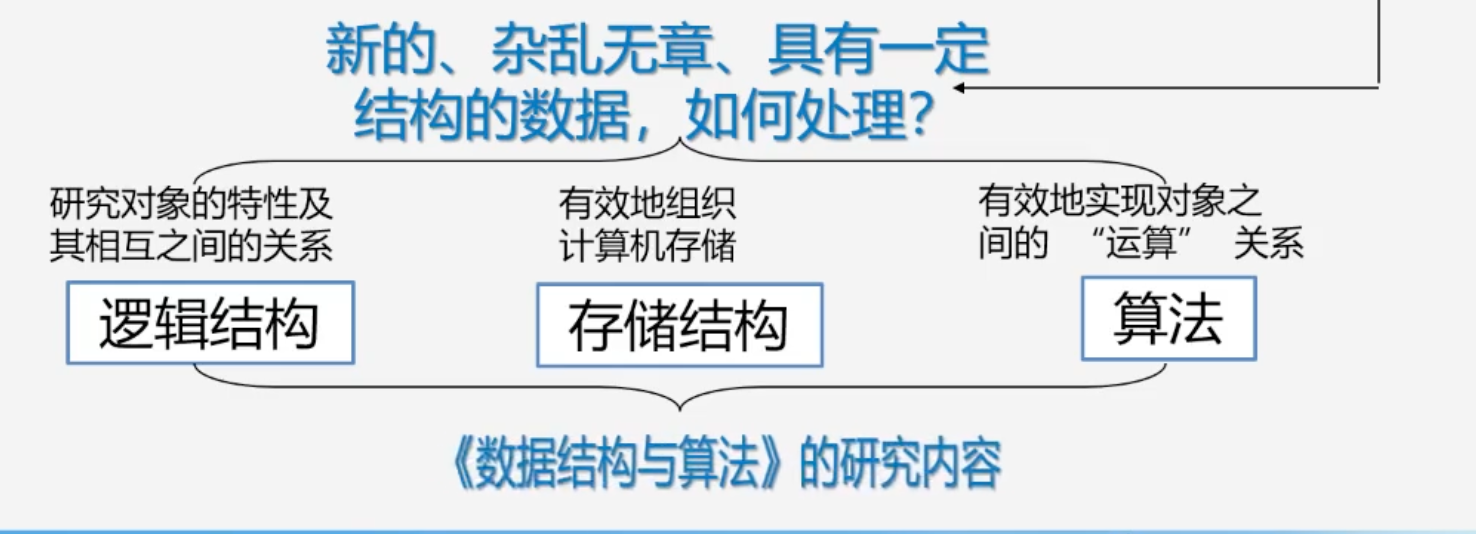 新的、杂乱无章、具有一定
结构的数据，如何处理？
研究对象的特性及
其相互之间的关系
逻辑结构
有效地组织
计算机存储
存储结构
有效地实现对象之
间的 “运算” 关系
算法
《数据结构与算法》的研究内容